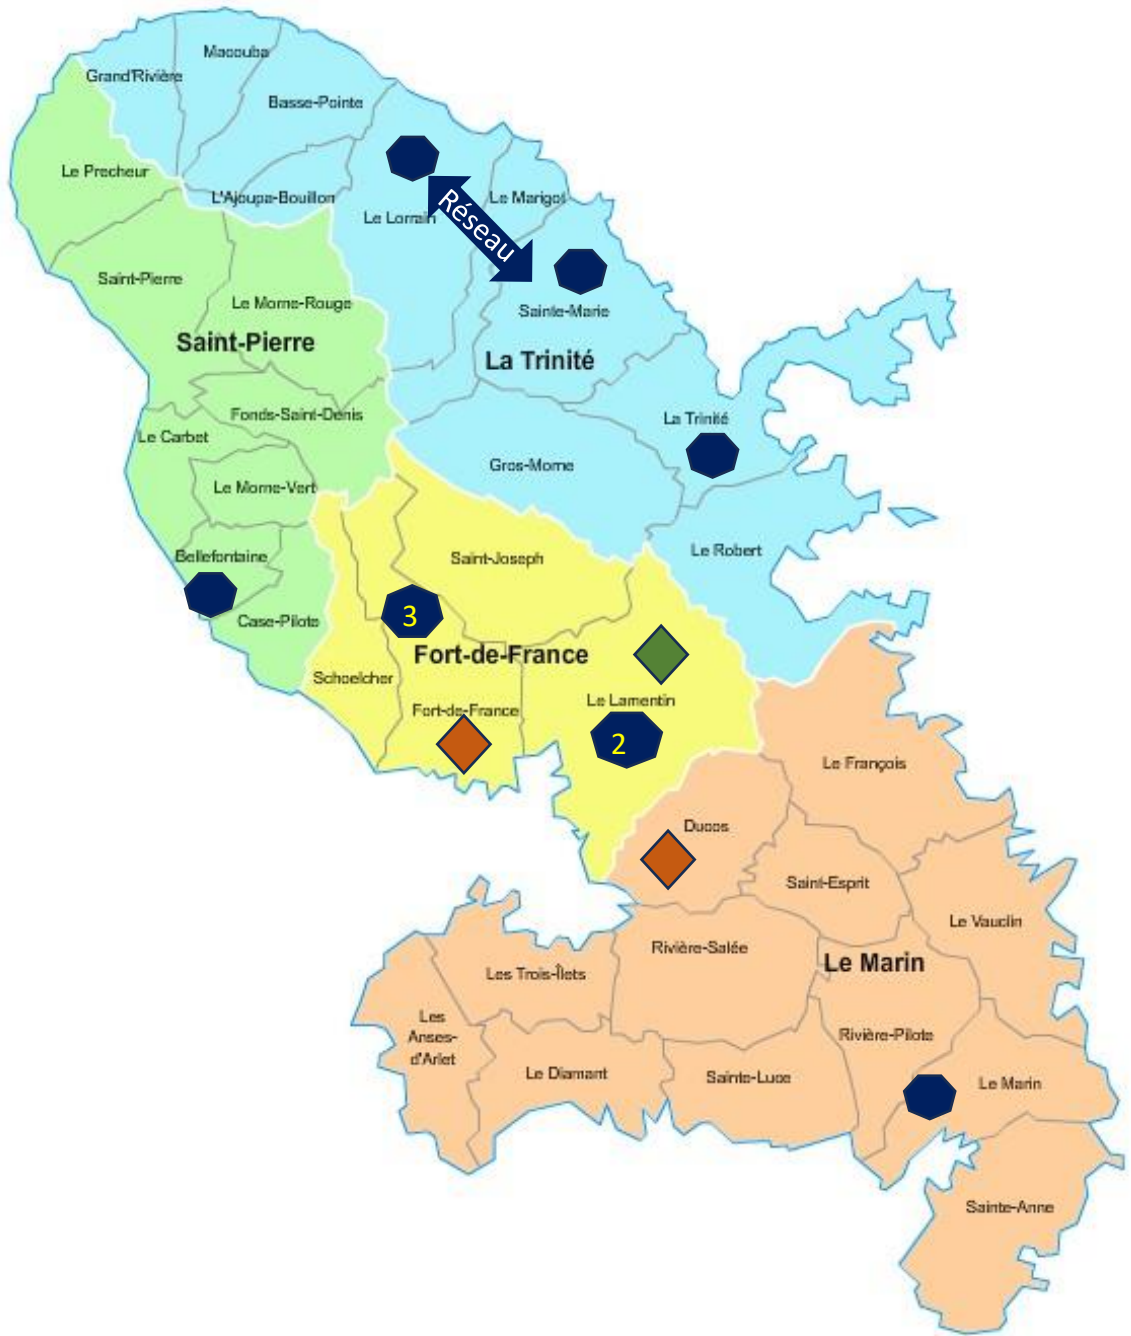 Macouba
Grand'Rivière
Basse-Pointe
Le Precheur
L'Ajoupa-Bouillon
Le Marigot
Le Lorrain
Réseau
Saint-Pierre
Le Morne-Rouge
Sainte-Marie
Saint-Pierre
La Trinité
Fonds-Saint-Denis
La Trinité
Le Carbet
Gros-Morne
Le Morne-Vert
Bellefontaine
Saint-Joseph
Le Robert
3
Case-Pilote
Fort-de-France
Schoelcher
Le Lamentin
Fort-de-France
2
Le François
Ducos
Saint-Esprit
Le Vauclin
Rivière-Salée
Le Marin
Les Trois-Îlets
Les
Anses-
d'Arlet
Rivière-Pilote
Le Diamant
Sainte-Luce
Le Marin
Sainte-Anne